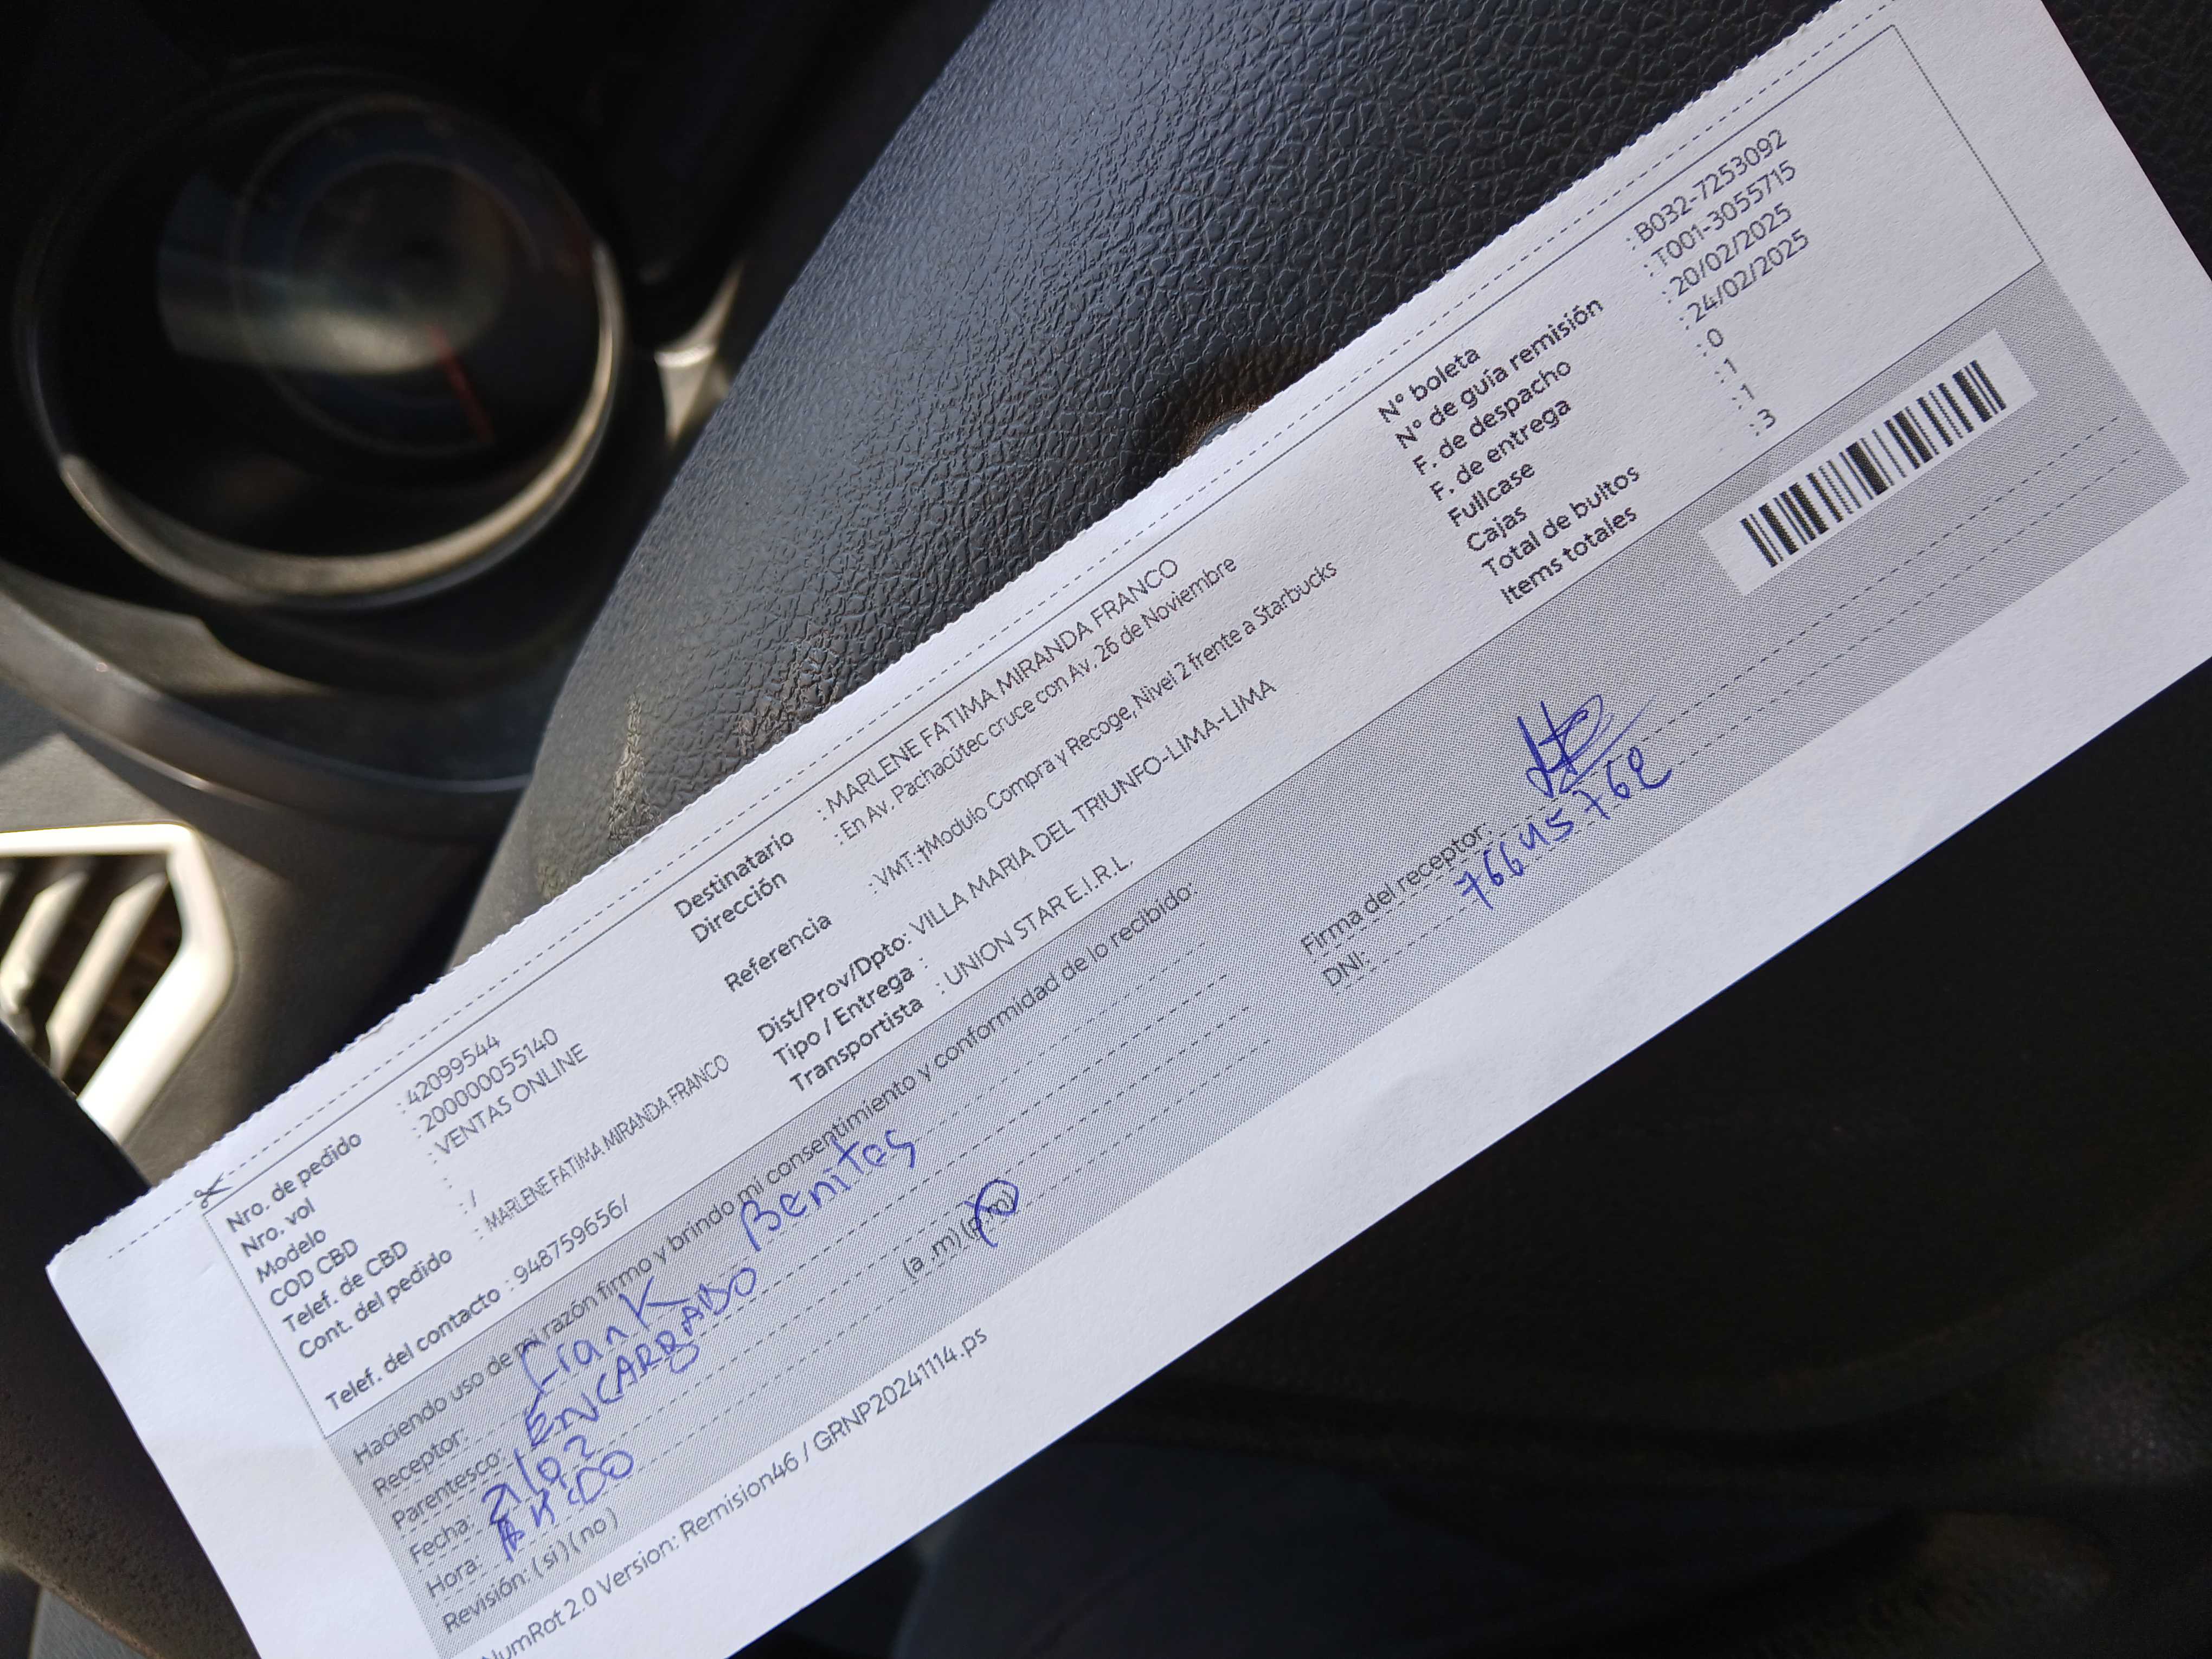 Nro. de pedido : 42099544
Nro. vol : 200000055140
Modelo : VENTAS ONLINE
COD CBD :
Telef. de CBD : /
Cont. del pedido : MARLENE FATIMA MIRANDA FRANCO
Telef. del contacto : 948759656/
Destinatario : MARLENE FATIMA MIRANDA FRANCO
Dirección : En Av. Pachacútec cruce con Av. 26 de Noviembre
Referencia : VMT:†Modulo Compra y Recoge, Nivel 2 frente a Starbucks
Dist/Prov/Dpto: VILLA MARIA DEL TRIUNFO-LIMA-LIMA
Tipo / Entrega :
Transportista : UNION STAR E.I.R.L.
N° boleta : B032-7253092
N° de guía remisión : T001-3055715
F. de despacho : 20/02/2025
F. de entrega : 24/02/2025
Fullcase : 0
Cajas : 1
Total de bultos : 1
Items totales : 3
Haciendo uso de mi razón firmo y brindo mi consentimiento y conformidad de lo recibido:
Receptor: Frank Benites
Parentesco: ENCARGADO
Fecha: 21/02
Hora: (a .m) (p.m)
Revisión: ( si ) ( no )
Firma del receptor:
DNI: 76645762
NumRot 2.0 Version: Remision46 / GRNP20241114.ps